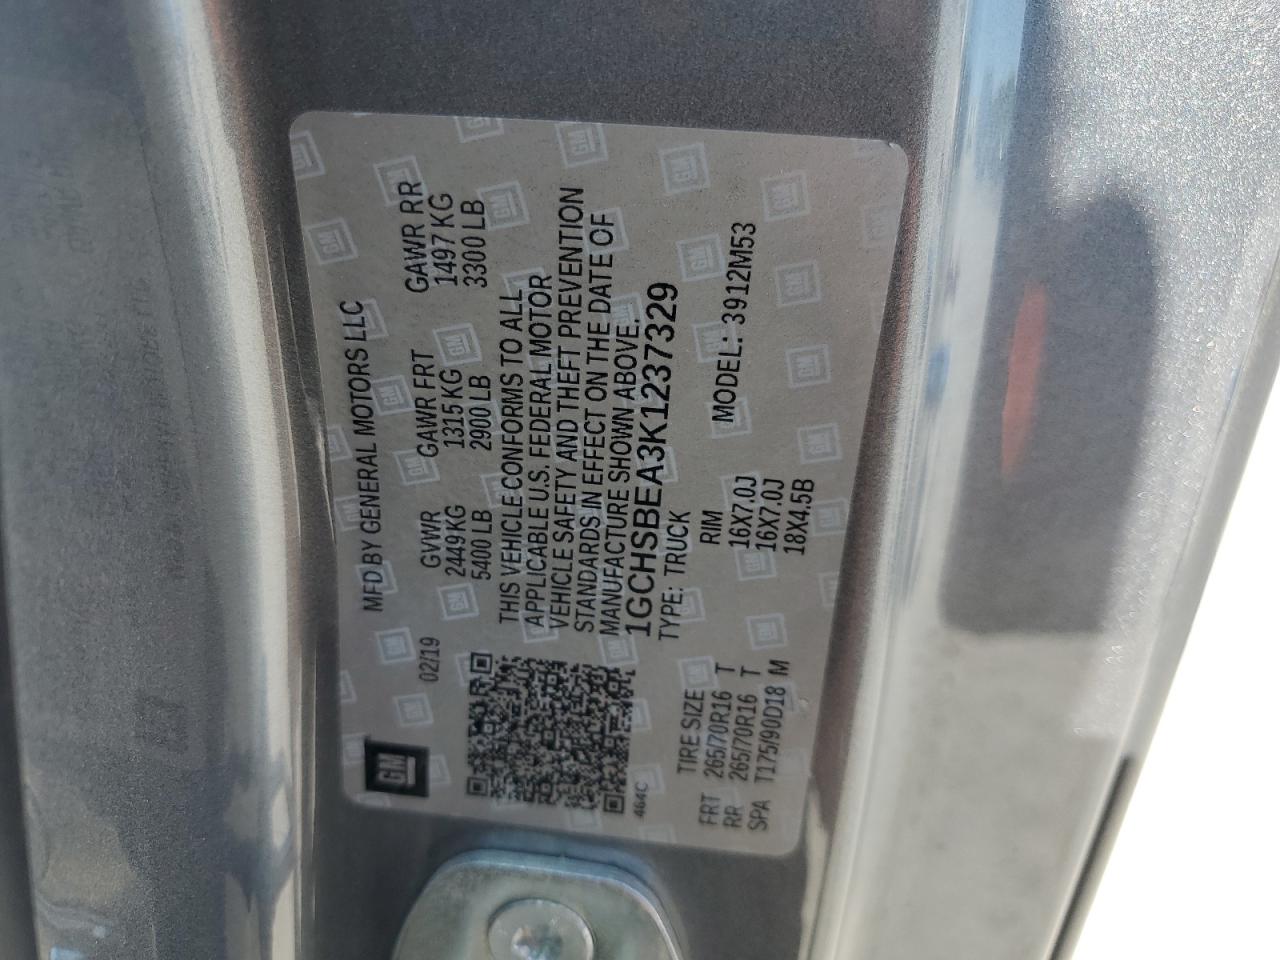 MFD BY GENERAL MOTORS LLC
02/19 GVWR GAWR FRT GAWR RR
2449 KG 1315 KG 1497 KG
5400 LB 2900 LB 3300 LB
THIS VEHICLE CONFORMS TO ALL
APPLICABLE U.S. FEDERAL MOTOR
VEHICLE SAFETY AND THEFT PREVENTION
STANDARDS IN EFFECT ON THE DATE OF
MANUFACTURE SHOWN ABOVE.
1GCHSBEA3K1237329
TYPE: TRUCK
464C
TIRE SIZE RIM MODEL: 3912M53
FRT 265/70R16 T 16X7.0J
RR 265/70R16 T 16X7.0J
SPA T175/90D18 M 18X4.5B
GM